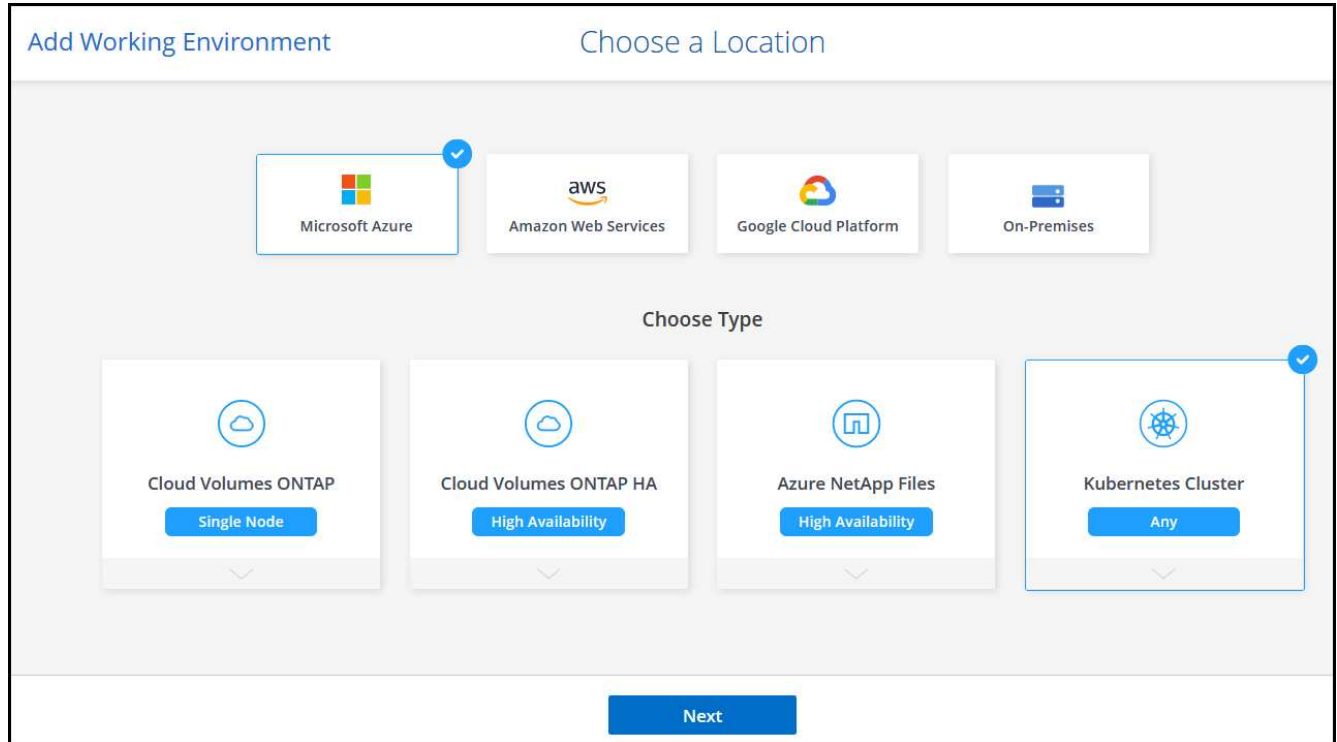 Add Working Environment
Choose a Location
aws
Microsoft Azure
Amazon Web Services
Google Cloud Platform
On-Premises
Choose Type
Cloud Volumes ONTAP
Cloud Volumes ONTAP HA
Azure NetApp Files
Kubernetes Cluster
Single Node
High Availability
High Availability
Any
Next